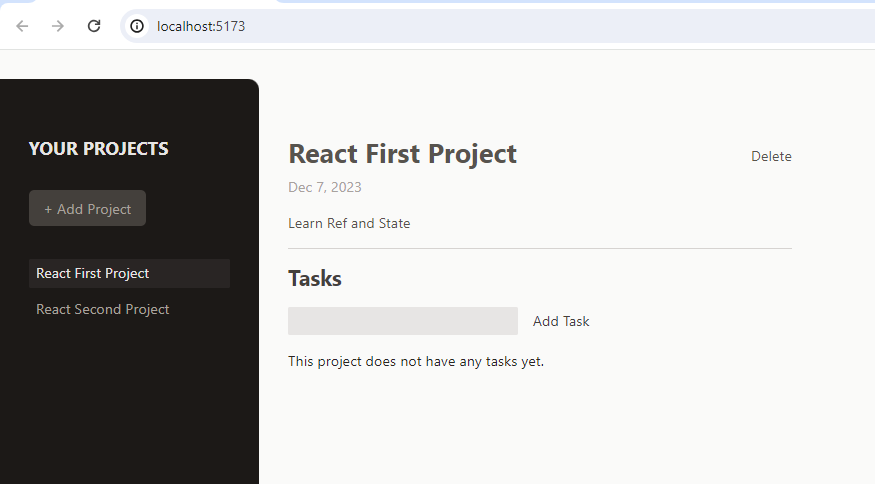 localhost:5173
YOUR PROJECTS
+ Add Project
React First Project
React Second Project
React First Project
Delete
Dec 7, 2023
Learn Ref and State
Tasks
Add Task
This project does not have any tasks yet.